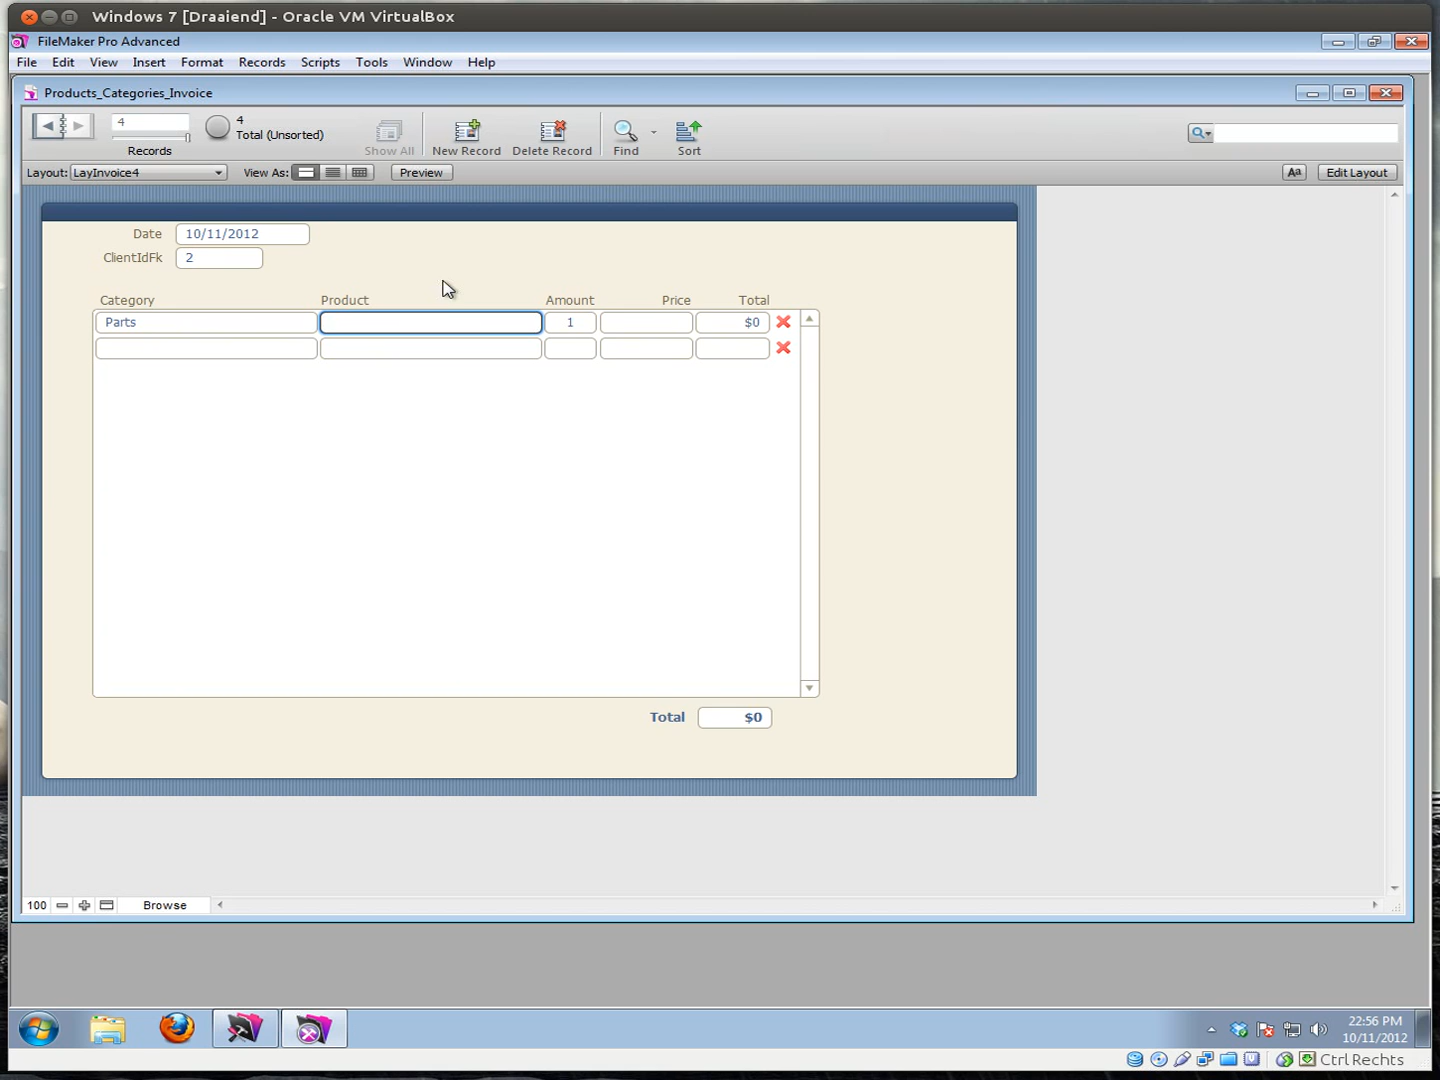 Windows 7 [Draaiend] - Oracle VM VirtualBox
FileMaker Pro Advanced
File Edit View Insert Format Records Scripts Tools Window Help
Products_Categories_Invoice
4
4
Total (Unsorted)
Records
Show All
New Record
Delete Record
Find
Sort
Layout: LayInvoice4
View As:
Preview
Aa
Edit Layout
Date 10/11/2012
ClientIdFk 2
Category Product Amount Price Total
Parts 1 $0
Total $0
100
Browse
22:56 PM
10/11/2012
Ctrl Rechts